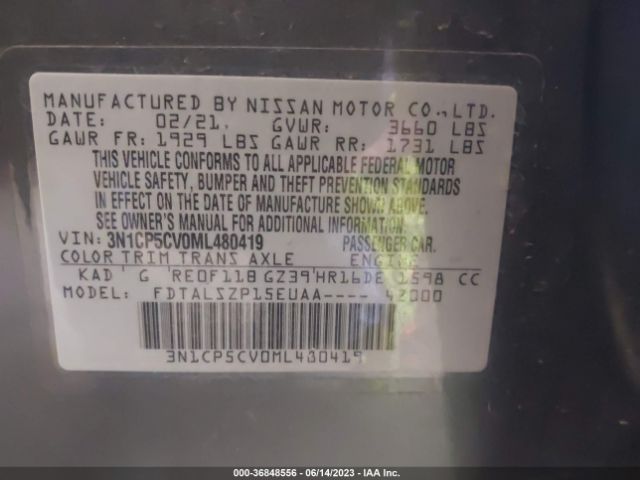 MANUFACTURED BY NISSAN MOTOR CO.,LTD.
DATE: 02/21. GVWR: 3660 LBS
GAWR FR: 1929 LBS GAWR RR: 1731 LBS
THIS VEHICLE CONFORMS TO ALL APPLICABLE FEDERAL MOTOR
VEHICLE SAFETY, BUMPER AND THEFT PREVENTION STANDARDS
IN EFFECT ON THE DATE OF MANUFACTURE SHOWN ABOVE.
SEE OWNER'S MANUAL FOR ADDITIONAL INFORMATION.
VIN: 3N1CP5CV0ML480419 PASSENGER CAR.
COLOR TRIM TRANS AXLE ENGINE
KAD G RE0F11B GZ39 HR16DE 1598 CC
MODEL: FDTALSZP15EUAA---- 42000
3N1CP5CV0ML480419
000-36848556 - 06/14/2023 - IAA Inc.